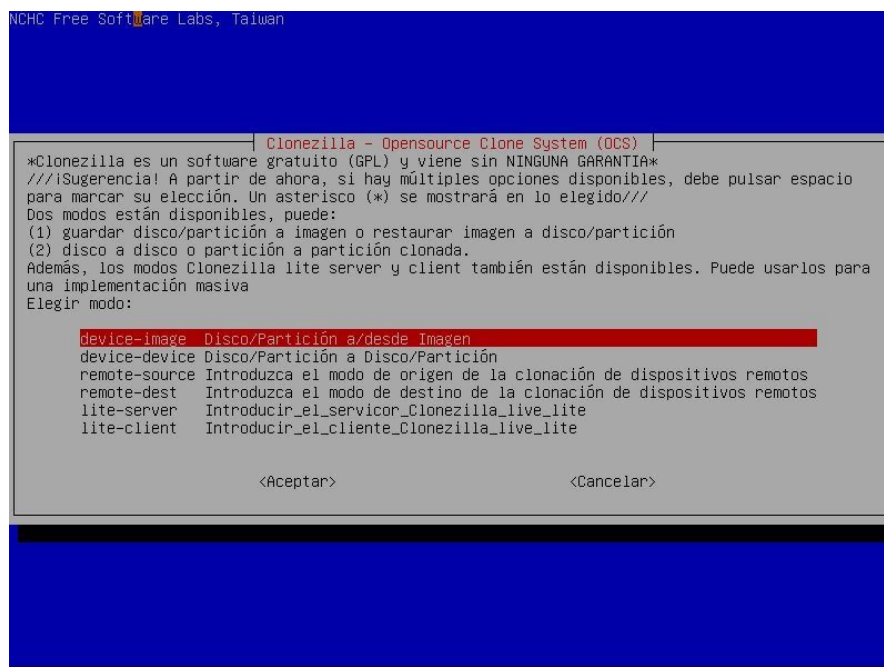 NCHC Free Software Labs, Taiwan
Clonezilla - Opensource Clone System (OCS)
*Clonezilla es un software gratuito (GPL) y viene sin NINGUNA GARANTIA*
///¡Sugerencia! A partir de ahora, si hay múltiples opciones disponibles, debe pulsar espacio
para marcar su elección. Un asterisco (*) se mostrará en lo elegido///
Dos modos están disponibles, puede:
(1) guardar disco/partición a imagen o restaurar imagen a disco/partición
(2) disco a disco o partición a partición clonada.
Además, los modos Clonezilla lite server y client también están disponibles. Puede usarlos para
una implementación masiva
Elegir modo:
device-image Disco/Partición a/desde Imagen
device-device Disco/Partición a Disco/Partición
remote-source Introduzca el modo de origen de la clonación de dispositivos remotos
remote-dest Introduzca el modo de destino de la clonación de dispositivos remotos
lite-server Introducir_el_servicor_Clonezilla_live_lite
lite-client Introducir_el_cliente_Clonezilla_live_lite
<Aceptar> <Cancelar>